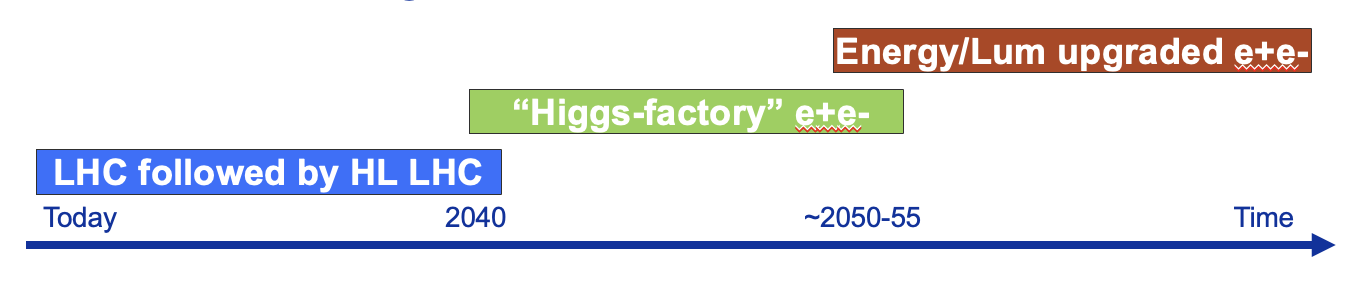 Energy/Lum upgraded e+e-
“Higgs-factory” e+e-
LHC followed by HL LHC
Today 2040 ~2050-55 Time